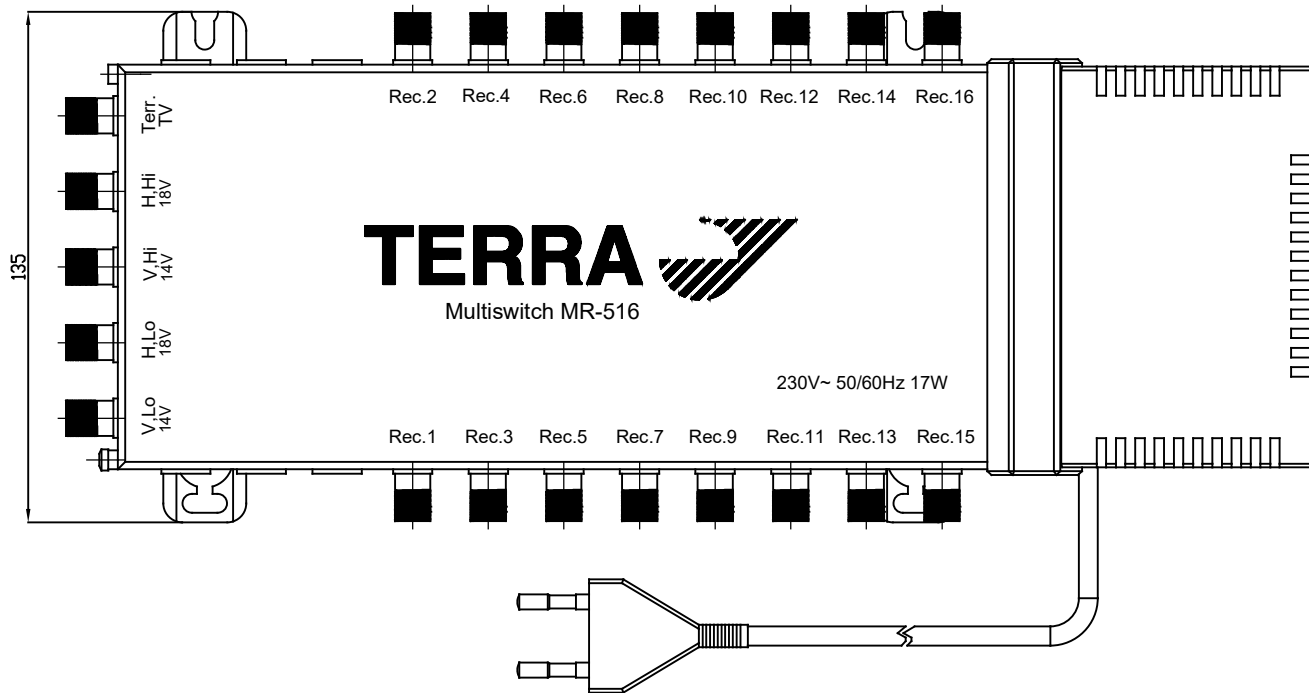 Rec.2 Rec.4 Rec.6 Rec.8 Rec.10 Rec.12 Rec.14 Rec.16
Terr.
TV
H,Hi
18V
V,Hi
14V
H,Lo
18V
V,Lo
14V
135
TERRA
Multiswitch MR-516
230V~ 50/60Hz 17W
Rec.1 Rec.3 Rec.5 Rec.7 Rec.9 Rec.11 Rec.13 Rec.15